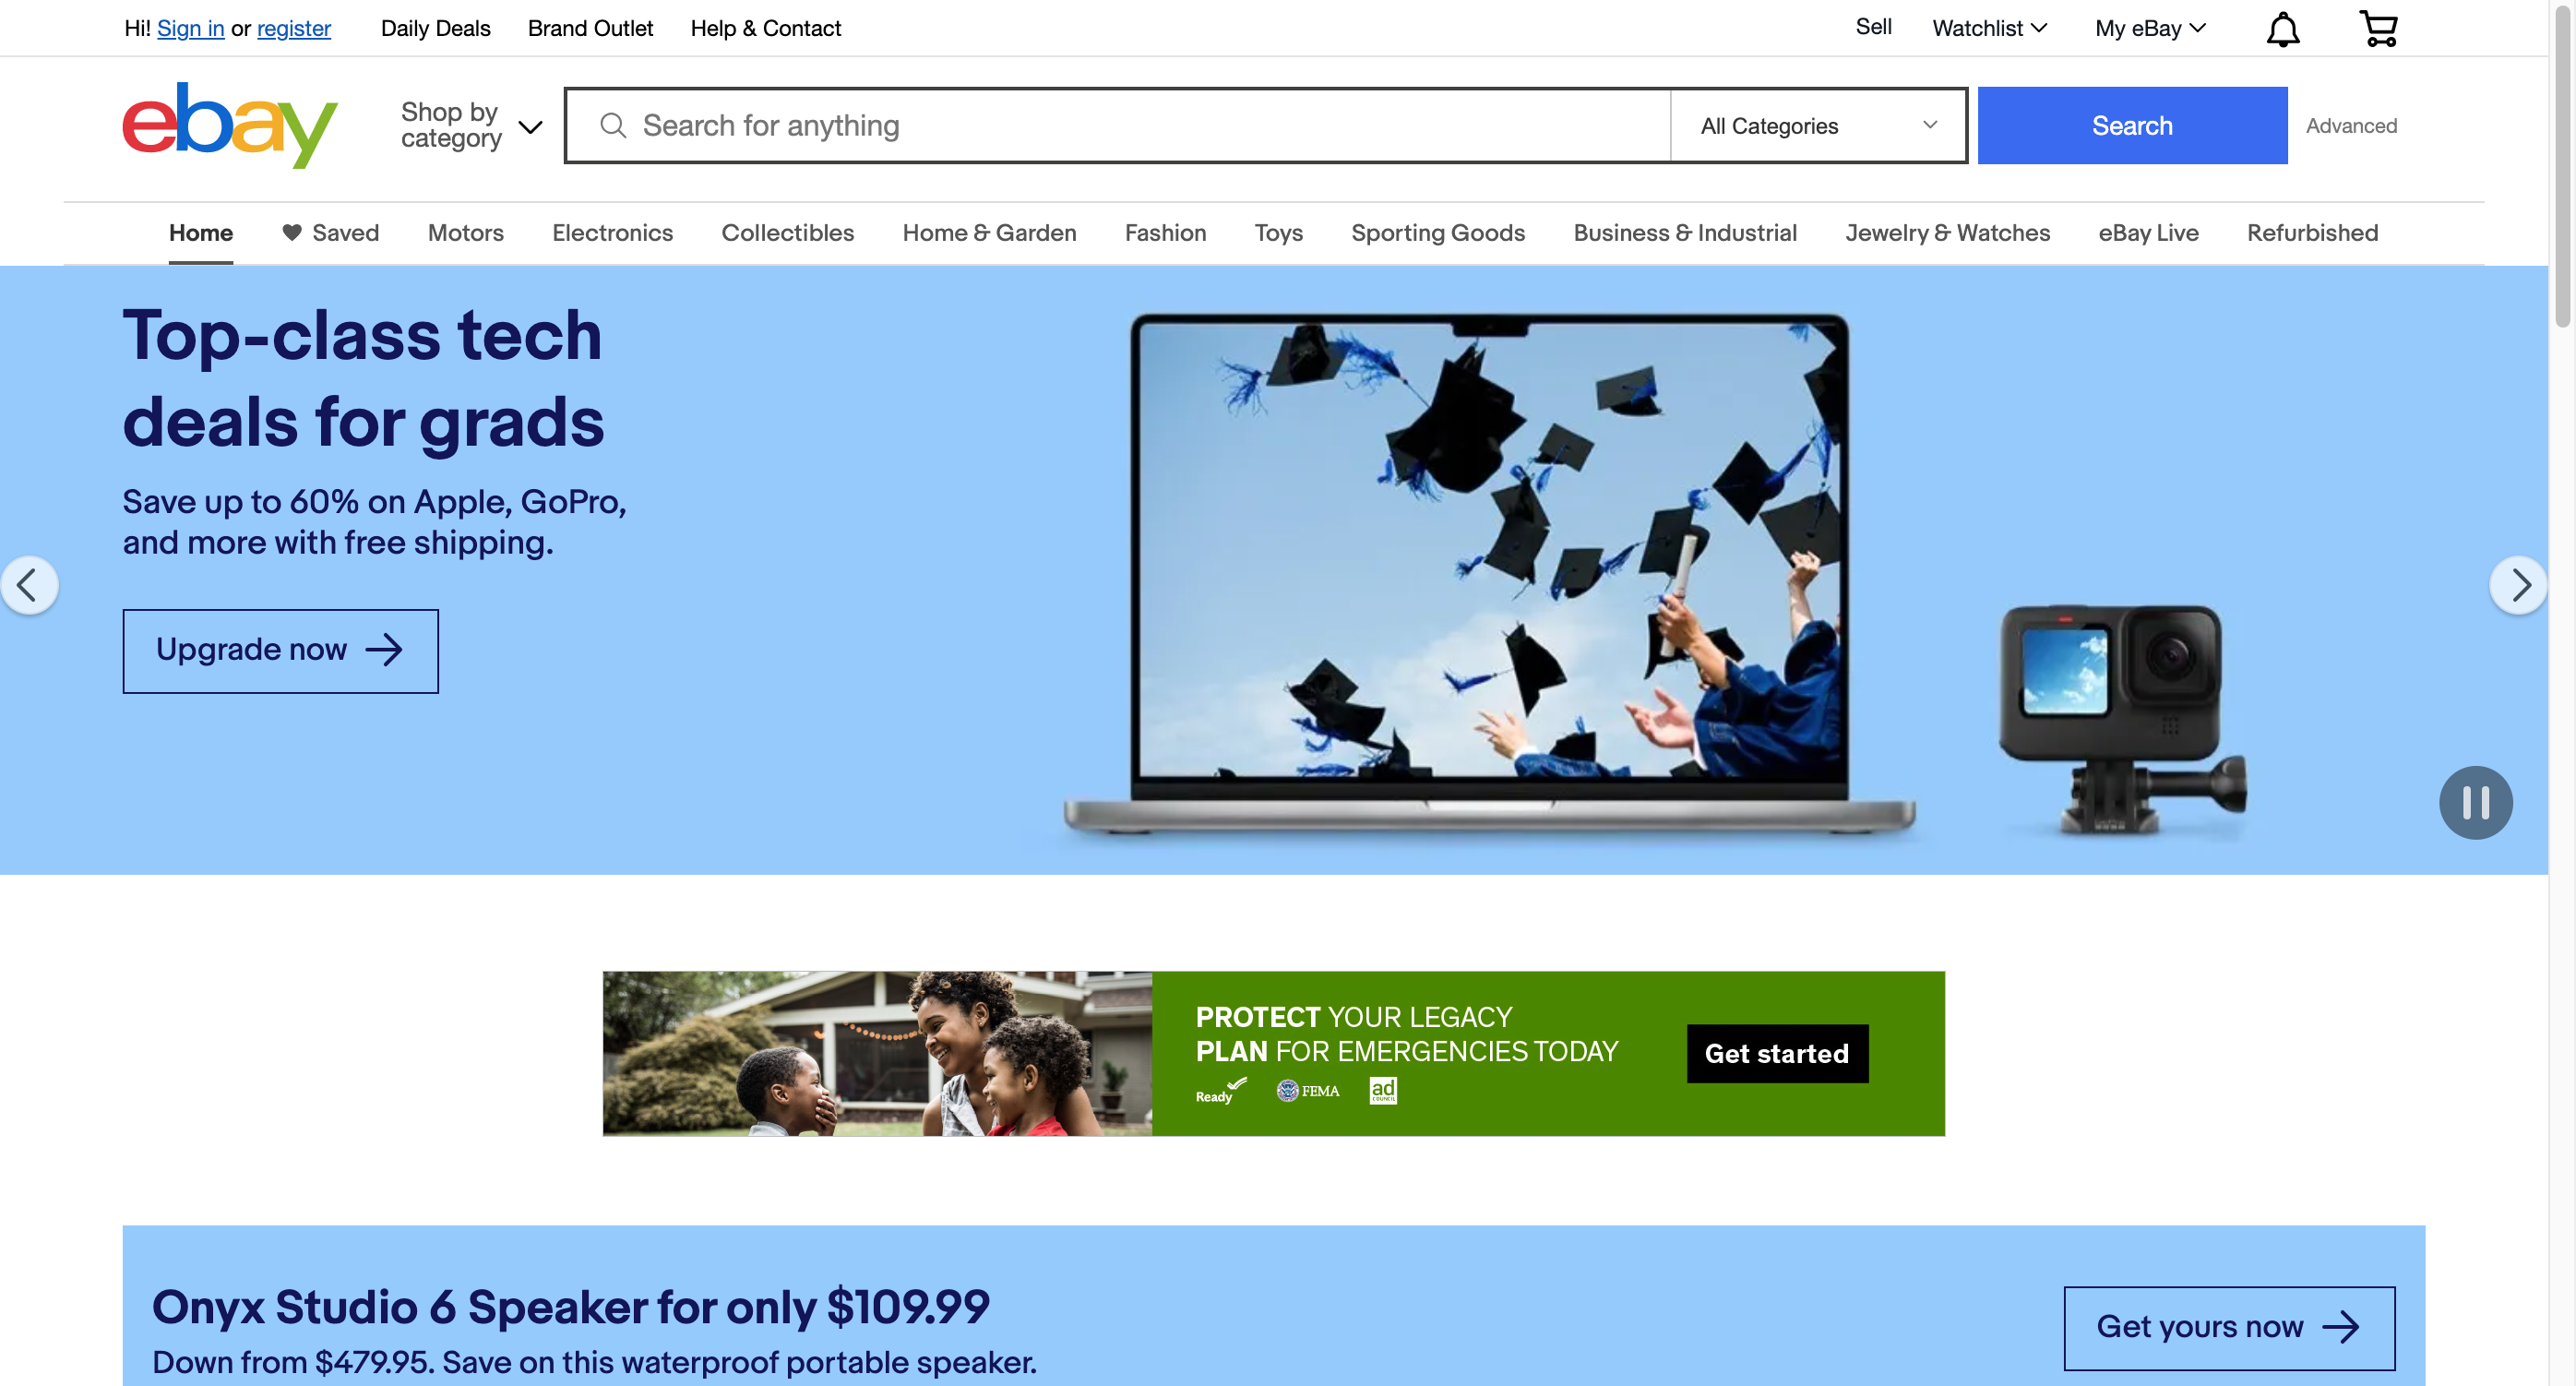 Hi! Sign in or register Daily Deals Brand Outlet Help & Contact Sell Watchlist My eBay
ebay
Shop by
category
Search for anything
All Categories
Search
Advanced
Home Saved Motors Electronics Collectibles Home & Garden Fashion Toys Sporting Goods Business & Industrial Jewelry & Watches eBay Live Refurbished
Top-class tech
deals for grads
Save up to 60% on Apple, GoPro,
and more with free shipping.
Upgrade now
PROTECT YOUR LEGACY
PLAN FOR EMERGENCIES TODAY
Ready FEMA ad COUNCIL
Get started
Onyx Studio 6 Speaker for only $109.99
Down from $479.95. Save on this waterproof portable speaker.
Get yours now